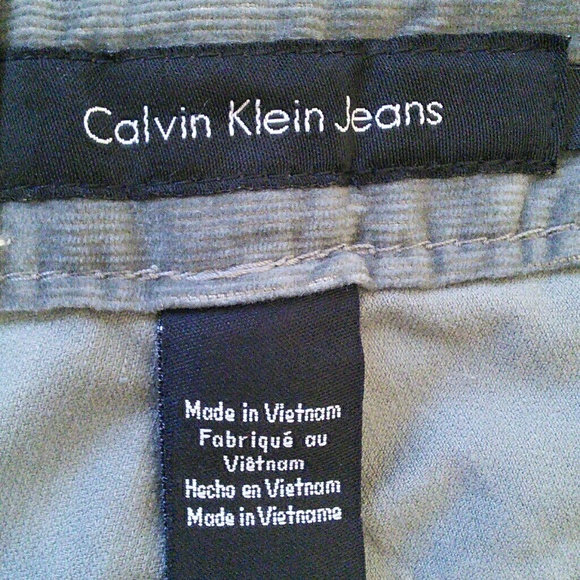 Calvin Klein Jeans
Made in Vietnam
Fabriqué au
Viêtnam
Hecho en Vietnam
Made in Vietname